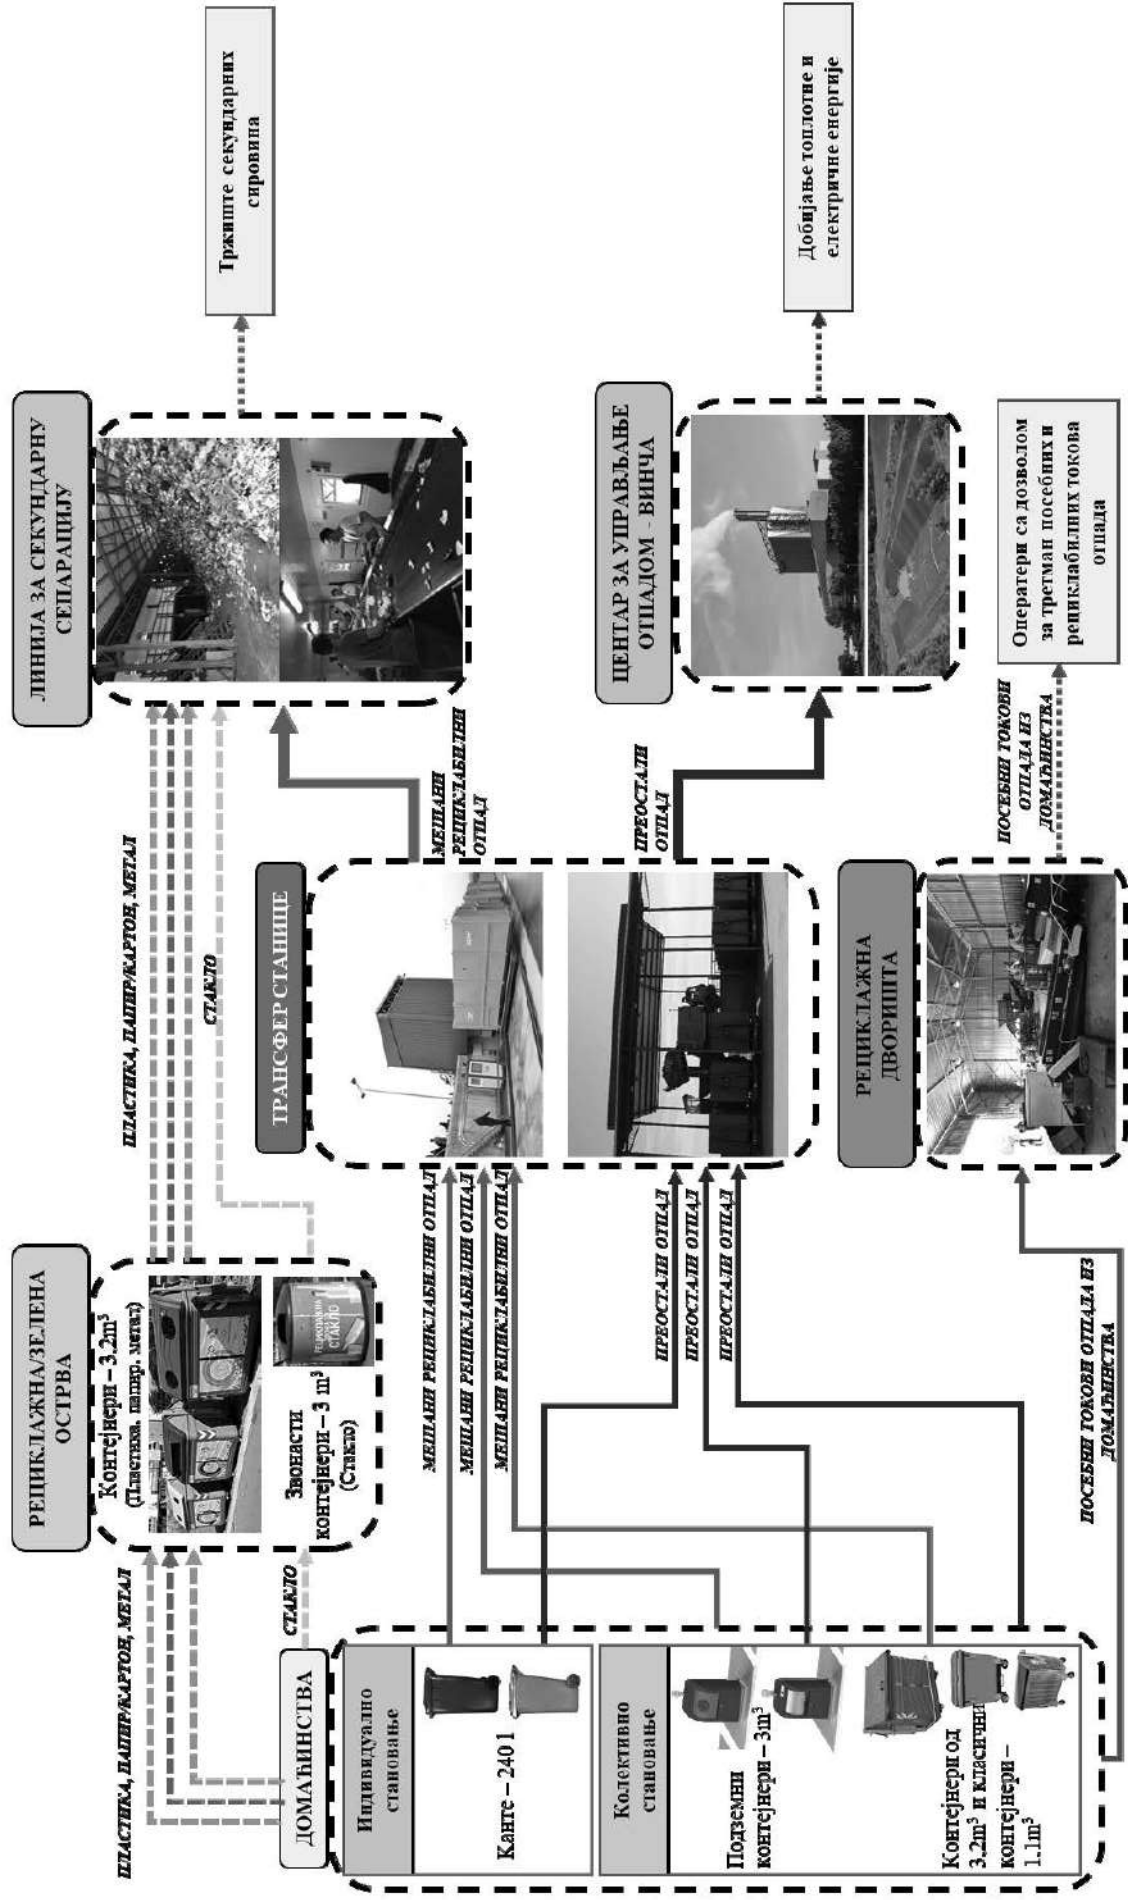 ДОМАЋИНСТВА
Индивидуално
становање
Канте – 240 l
Колективно
становање
Подземни
контејнери – 3m³
Контејнери од
3.2m³ и класични
контејнери –
1.1m³
ПЛАСТИКА, ПАПИР/КАРТОН, МЕТАЛ
СТАКЛО
РЕЦИКЛАЖНА/ЗЕЛЕНА
ОСТРВА
Контејнери – 3.2m³
(Пластика, папир, метал)
Звонасти
контејнери – 3 m³
(Стакло)
СТАКЛО
ПЛАСТИКА, ПАПИР/КАРТОН, МЕТАЛ
СТАКЛО
МЕШАНИ РЕЦИКЛАБИЛНИ ОТПАД
МЕШАНИ РЕЦИКЛАБИЛНИ ОТПАД
МЕШАНИ РЕЦИКЛАБИЛНИ ОТПАД
ПРЕОСТАЛИ ОТПАД
ПРЕОСТАЛИ ОТПАД
ПРЕОСТАЛИ ОТПАД
ПОСЕБНИ ТОКОВИ ОТПАДА ИЗ
ДОМАЋИНСТВА
ТРАНСФЕР СТАНИЦЕ
РЕЦИКЛАЖНА
ДВОРИШТА
МЕШАНИ
РЕЦИКЛАБИЛНИ
ОТПАД
ПРЕОСТАЛИ
ОТПАД
ПОСЕБНИ ТОКОВИ
ОТПАДА ИЗ
ДОМАЋИНСТВА
ЛИНИЈА ЗА СЕКУНДАРНУ
СЕПАРАЦИЈУ
ЦЕНТАР ЗА УПРАВЉАЊЕ
ОТПАДОМ - ВИНЧА
Оператери са дозволом
за третман посебних и
рециклабилних токова
отпада
Тржиште секундарних
сировина
Добијање топлотне и
електричне енергије